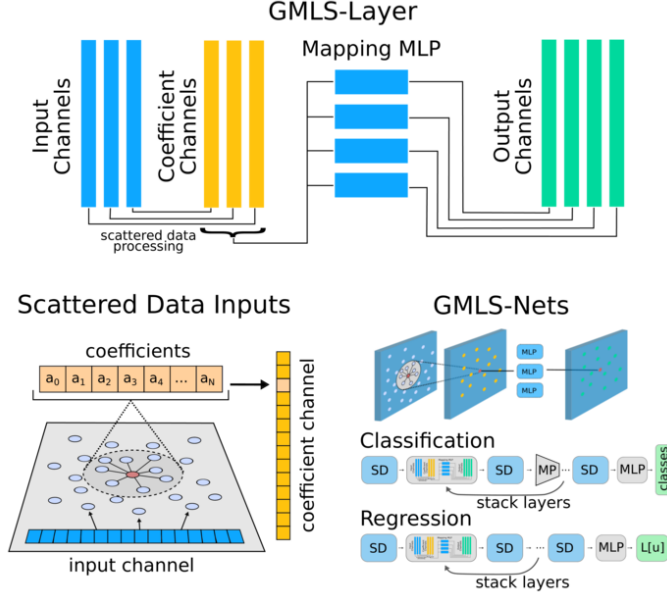 GMLS-Layer
Input
Channels
Coefficient
Channels
Mapping MLP
Output
Channels
scattered data
processing
Scattered Data Inputs
coefficients
a0 a1 a2 a3 a4 ... aN
coefficient channel
input channel
GMLS-Nets
MLP
MLP
MLP
Classification
SD SD MP ... SD MLP classes
stack layers
Regression
SD SD ... SD MLP L[u]
stack layers